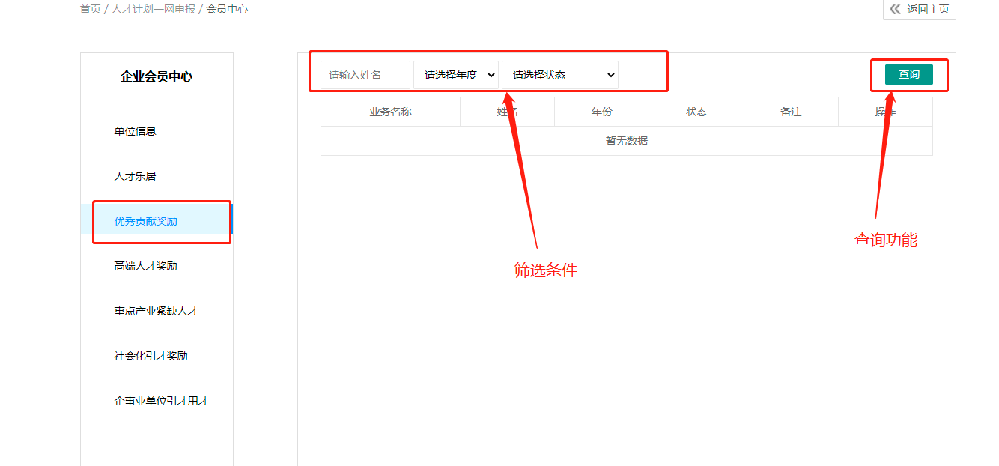 首页 / 人才计划一网申报 / 会员中心
返回主页
企业会员中心
单位信息
人才乐居
优秀贡献奖励
高端人才奖励
重点产业紧缺人才
社会化引才奖励
企事业单位引才用才
请输入姓名 请选择年度 请选择状态 查询
业务名称 姓名 年份 状态 备注 操作
暂无数据
筛选条件
查询功能